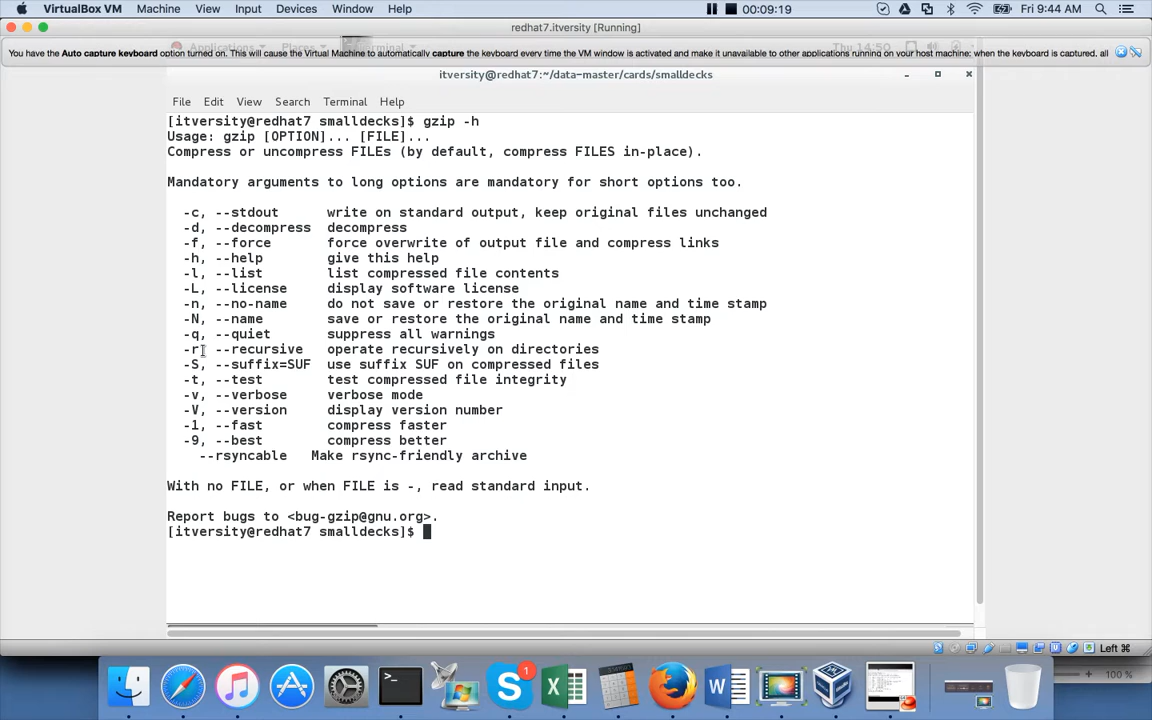 VirtualBox VM Machine View Input Devices Window Help 00:09:19 Fri 9:44 AM
redhat7.itversity [Running]
You have the Auto capture keyboard option turned on. This will cause the Virtual Machine to automatically capture the keyboard every time the VM window is activated and make it unavailable to other applications running on your host machine: when the keyboard is captured, all
Applications Places Terminal Thu 14:50
itversity@redhat7:~/data-master/cards/smalldecks
File Edit View Search Terminal Help
[itversity@redhat7 smalldecks]$ gzip -h
Usage: gzip [OPTION]... [FILE]...
Compress or uncompress FILEs (by default, compress FILES in-place).
Mandatory arguments to long options are mandatory for short options too.
-c, --stdout write on standard output, keep original files unchanged
-d, --decompress decompress
-f, --force force overwrite of output file and compress links
-h, --help give this help
-l, --list list compressed file contents
-L, --license display software license
-n, --no-name do not save or restore the original name and time stamp
-N, --name save or restore the original name and time stamp
-q, --quiet suppress all warnings
-r, --recursive operate recursively on directories
-S, --suffix=SUF use suffix SUF on compressed files
-t, --test test compressed file integrity
-v, --verbose verbose mode
-V, --version display version number
-1, --fast compress faster
-9, --best compress better
--rsyncable Make rsync-friendly archive
With no FILE, or when FILE is -, read standard input.
Report bugs to <bug-gzip@gnu.org>.
[itversity@redhat7 smalldecks]$
Left ⌘
1
100 %